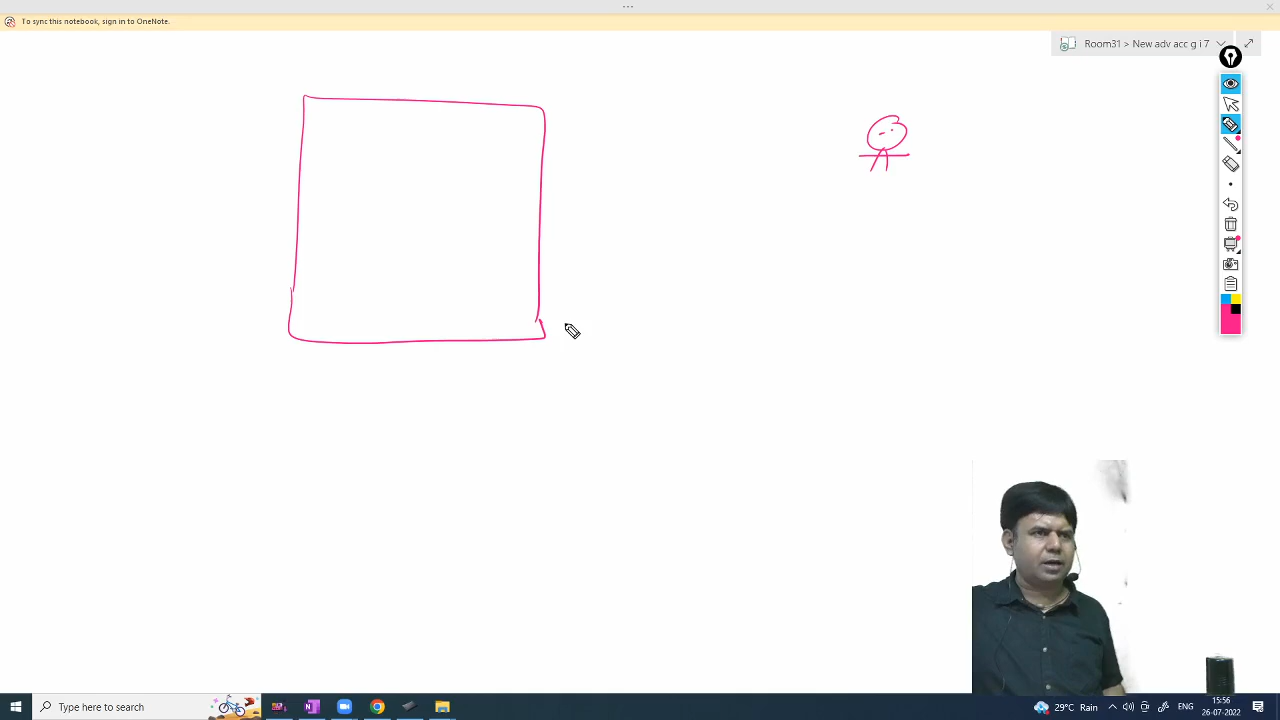 To sync this notebook, sign in to OneNote.
Room31 > New adv acc g i 7
Type here to search
29°C Rain
ENG
15:56
26-07-2022